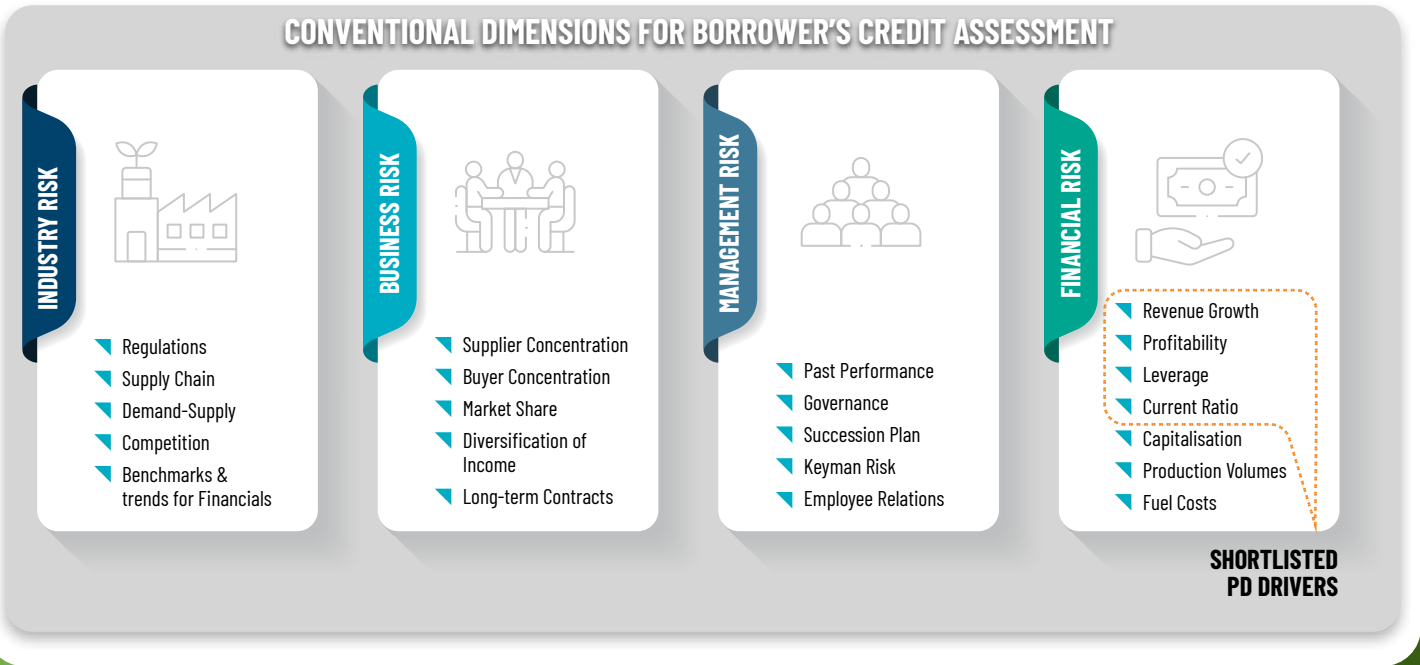 CONVENTIONAL DIMENSIONS FOR BORROWER’S CREDIT ASSESSMENT
INDUSTRY RISK
Regulations
Supply Chain
Demand-Supply
Competition
Benchmarks &
trends for Financials
BUSINESS RISK
Supplier Concentration
Buyer Concentration
Market Share
Diversification of
Income
Long-term Contracts
MANAGEMENT RISK
Past Performance
Governance
Succession Plan
Keyman Risk
Employee Relations
FINANCIAL RISK
Revenue Growth
Profitability
Leverage
Current Ratio
Capitalisation
Production Volumes
Fuel Costs
SHORTLISTED
PD DRIVERS